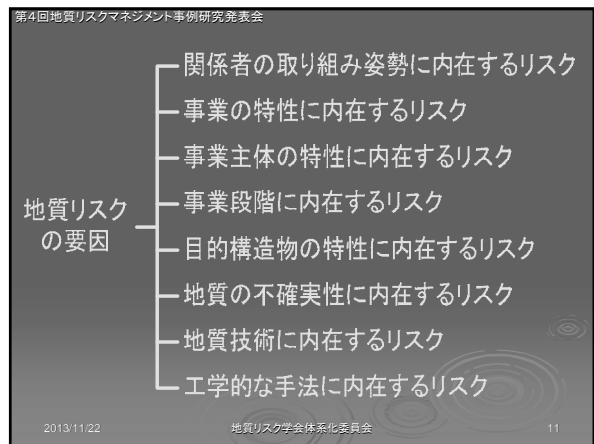 第4回地質リスクマネジメント事例研究発表会
関係者の取り組み姿勢に内在するリスク
事業の特性に内在するリスク
事業主体の特性に内在するリスク
事業段階に内在するリスク
地質リスク
の要因
目的構造物の特性に内在するリスク
地質の不確実性に内在するリスク
地質技術に内在するリスク
工学的な手法に内在するリスク
2013/11/22
地質リスク学会体系化委員会
11